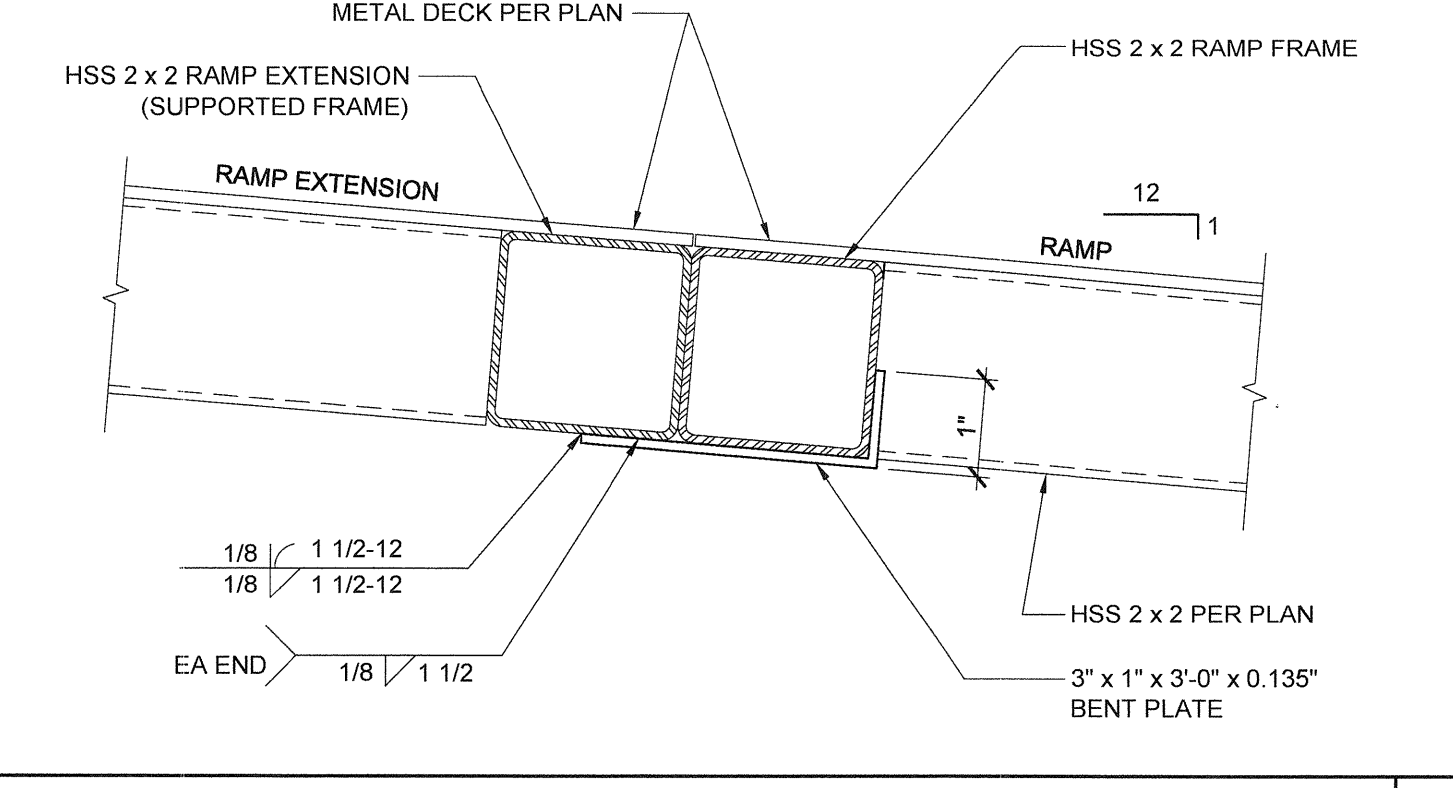 METAL DECK PER PLAN
HSS 2 x 2 RAMP FRAME
HSS 2 x 2 RAMP EXTENSION
(SUPPORTED FRAME)
RAMP EXTENSION
12
1
RAMP
1"
1/8 1 1/2-12
1/8 1 1/2-12
HSS 2 x 2 PER PLAN
EA END 1/8 1 1/2
3" x 1" x 3'-0" x 0.135"
BENT PLATE